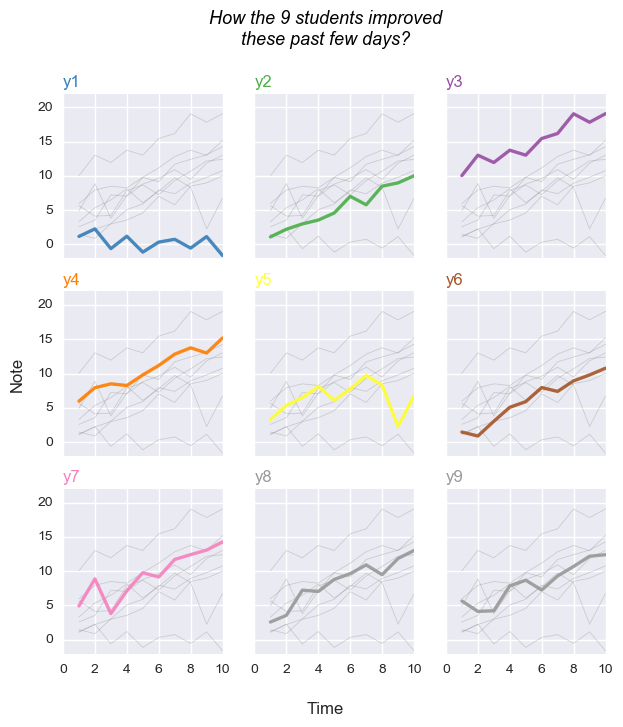 How the 9 students improved
these past few days?
y1 y2 y3
20
15
10
5
0
y4 y5 y6
20
15
10
5
0
Note
y7 y8 y9
20
15
10
5
0
0 2 4 6 8 10 0 2 4 6 8 10 0 2 4 6 8 10
Time